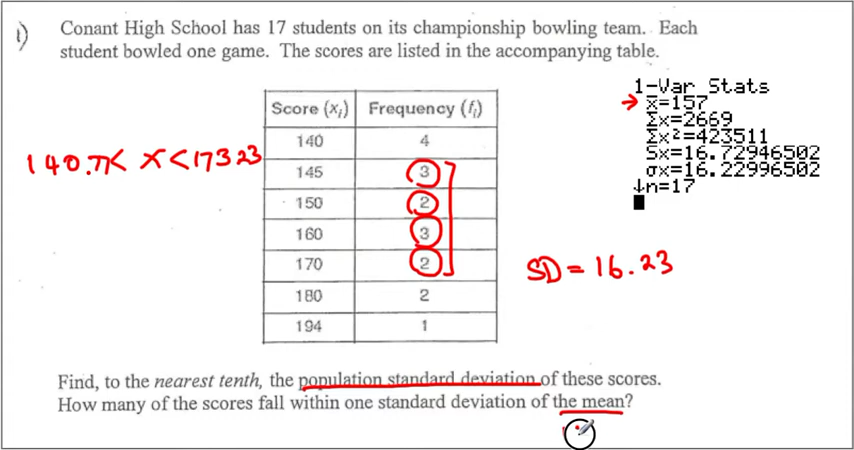 1) Conant High School has 17 students on its championship bowling team. Each
student bowled one game. The scores are listed in the accompanying table.
Score (xᵢ) Frequency (fᵢ)
140 4
145 3
150 2
160 3
170 2
180 2
194 1
140.77< x<173.23
1-Var Stats
→ x̄=157
Σx=2669
Σx²=423511
Sx=16.72946502
σx=16.22996502
↓n=17
SD = 16.23
Find, to the nearest tenth, the population standard deviation of these scores.
How many of the scores fall within one standard deviation of the mean?